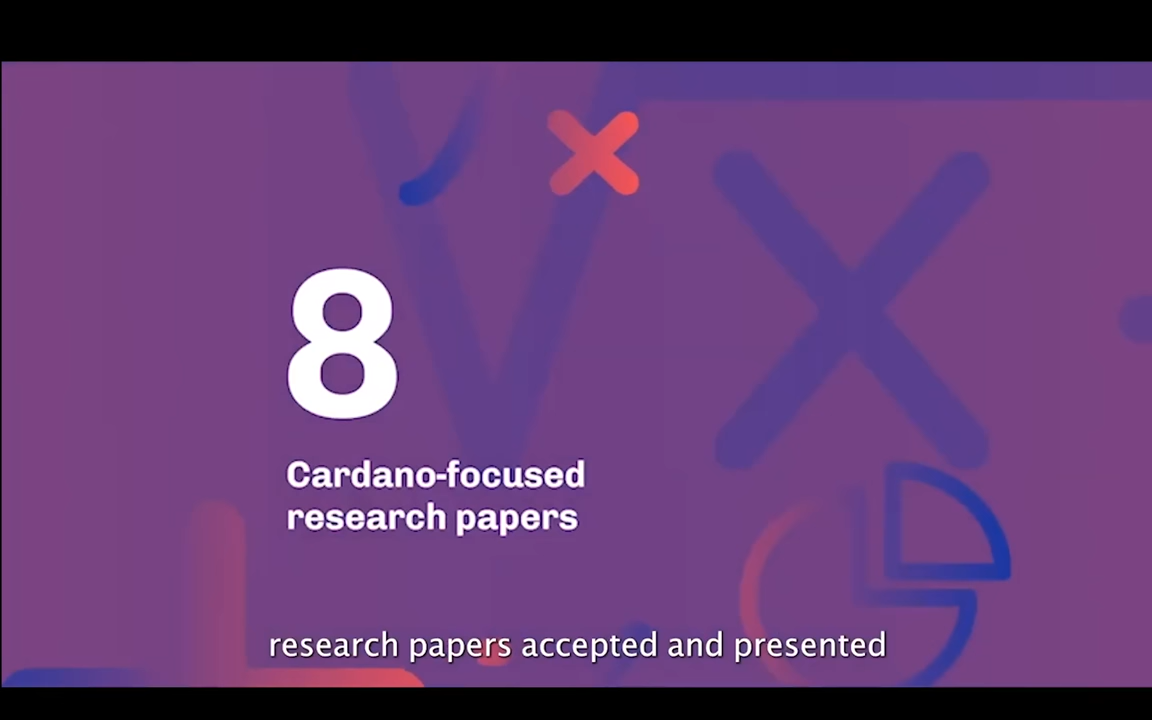 8
Cardano-focused
research papers
research papers accepted and presented